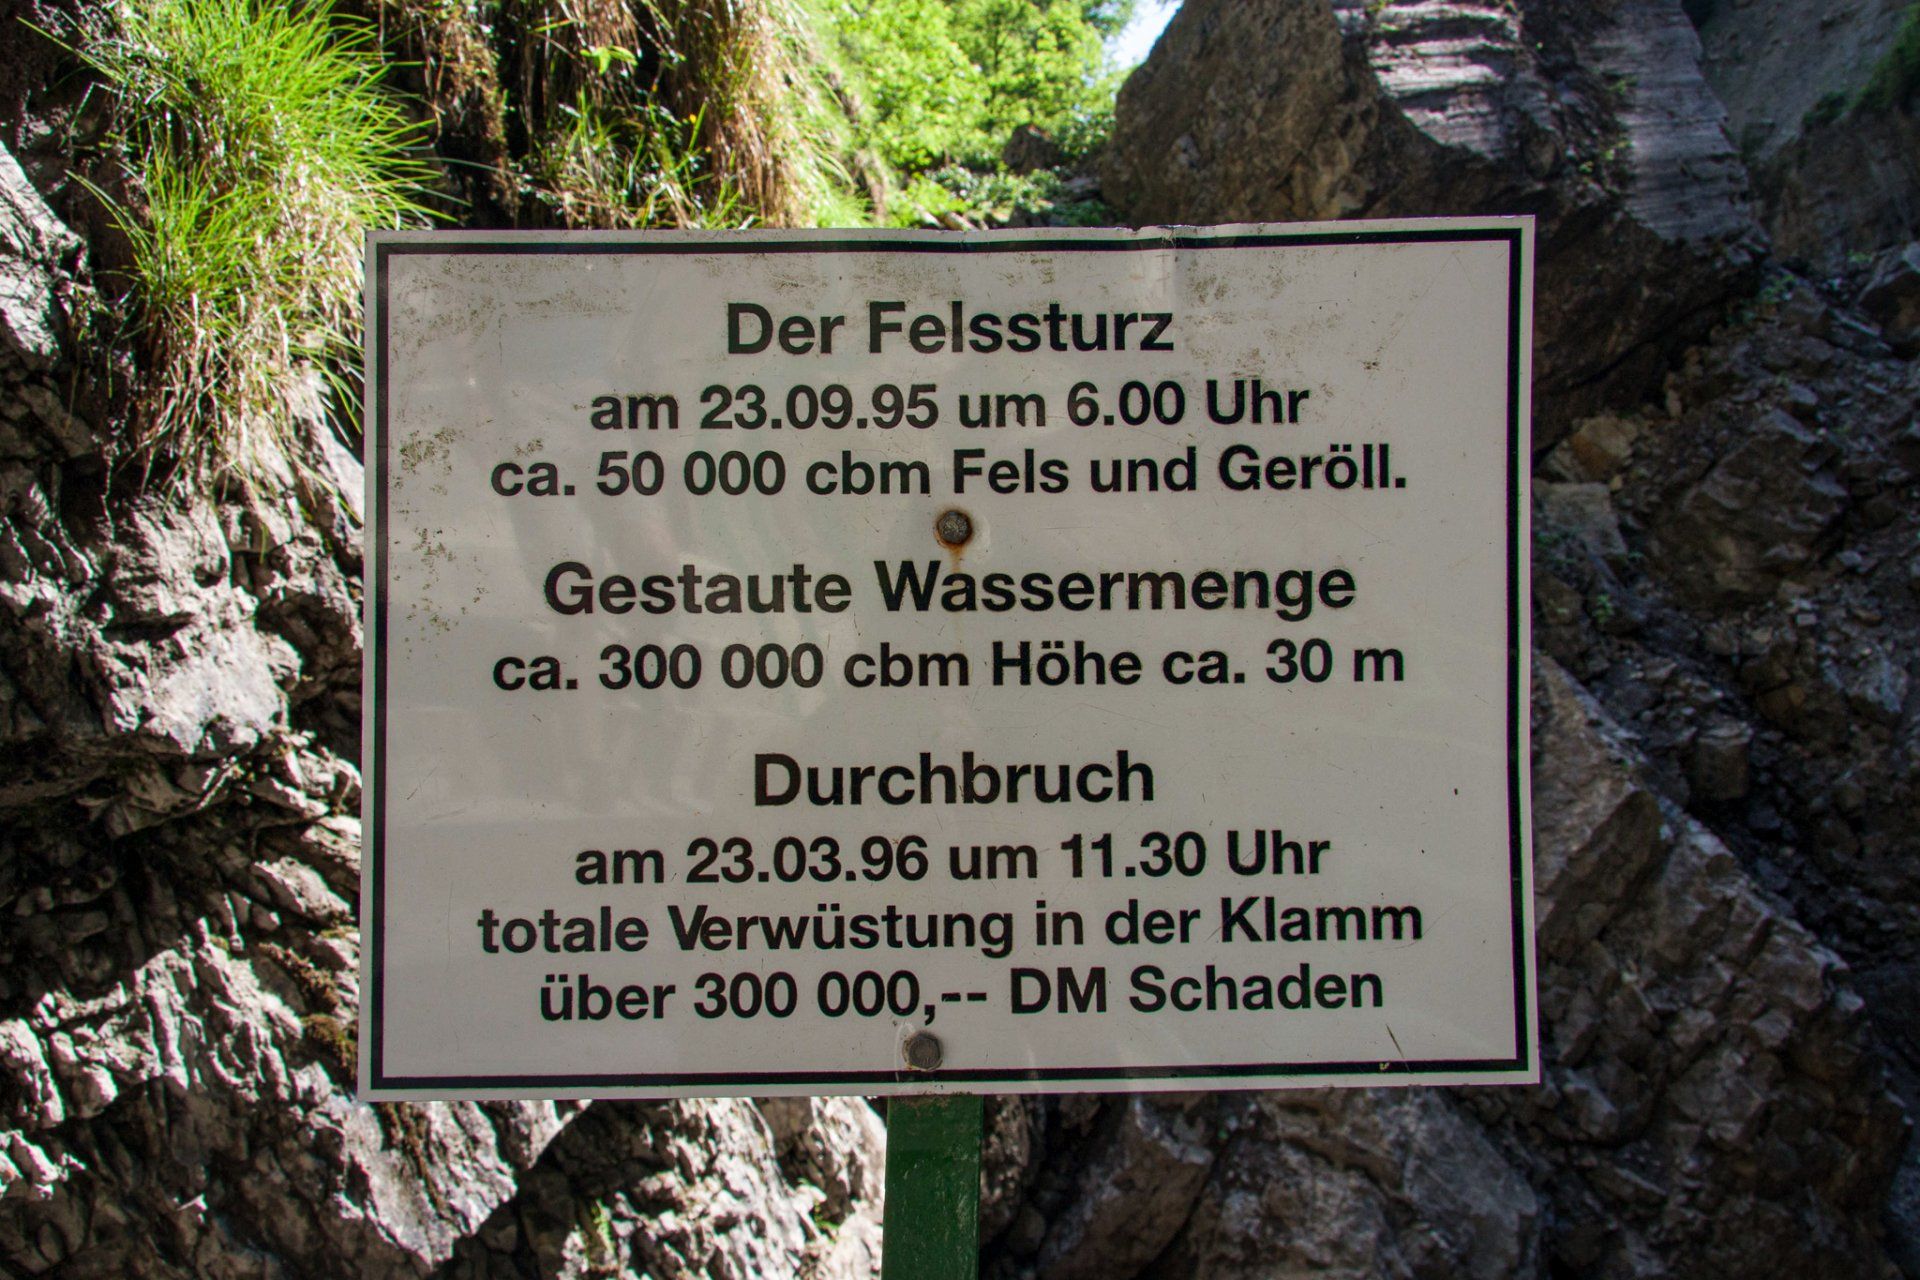 Der Felssturz
am 23.09.95 um 6.00 Uhr
ca. 50 000 cbm Fels und Geröll.
Gestaute Wassermenge
ca. 300 000 cbm Höhe ca. 30 m
Durchbruch
am 23.03.96 um 11.30 Uhr
totale Verwüstung in der Klamm
über 300 000,-- DM Schaden